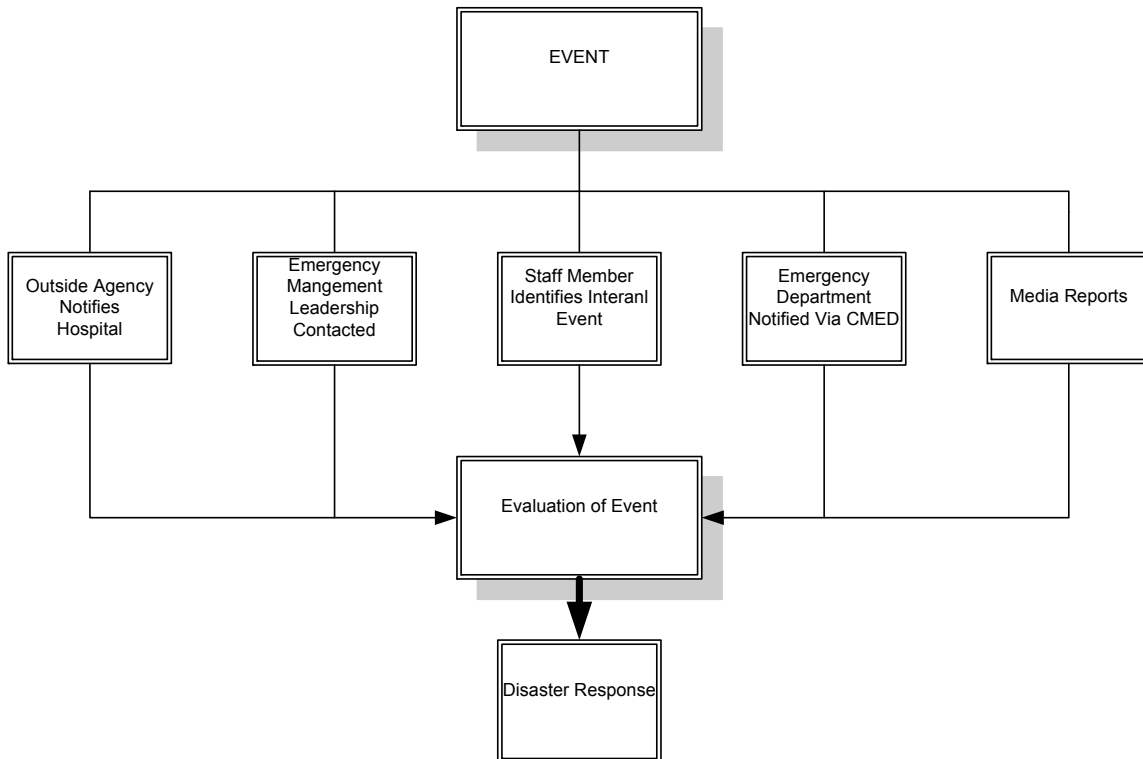 EVENT
Outside Agency
Notifies
Hospital
Emergency
Mangement
Leadership
Contacted
Staff Member
Identifies Interanl
Event
Emergency
Department
Notified Via CMED
Media Reports
Evaluation of Event
Disaster Response